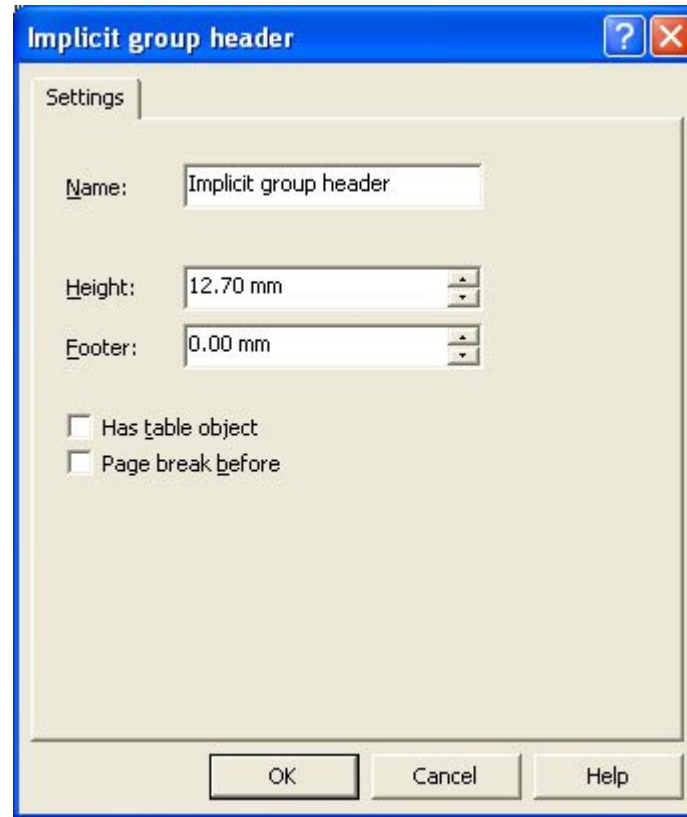 Implicit group header
Settings
Name: Implicit group header
Height: 12.70 mm
Footer: 0.00 mm
Has table object
Page break before
OK Cancel Help